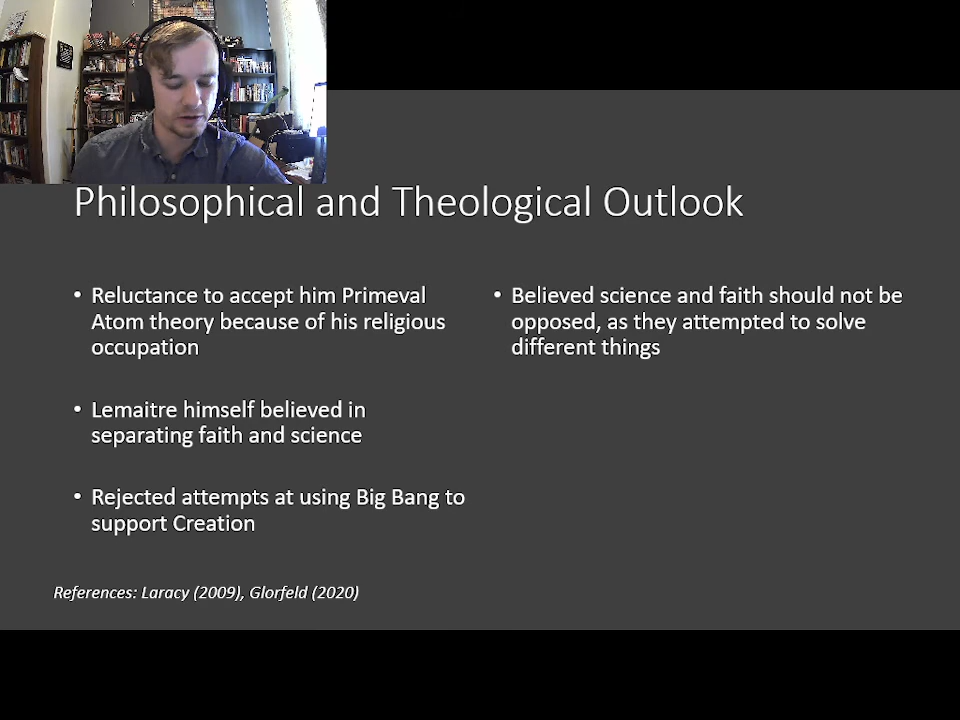 Philosophical and Theological Outlook
• Reluctance to accept him Primeval
Atom theory because of his religious
occupation
• Lemaitre himself believed in
separating faith and science
• Rejected attempts at using Big Bang to
support Creation
• Believed science and faith should not be
opposed, as they attempted to solve
different things
References: Laracy (2009), Glorfeld (2020)